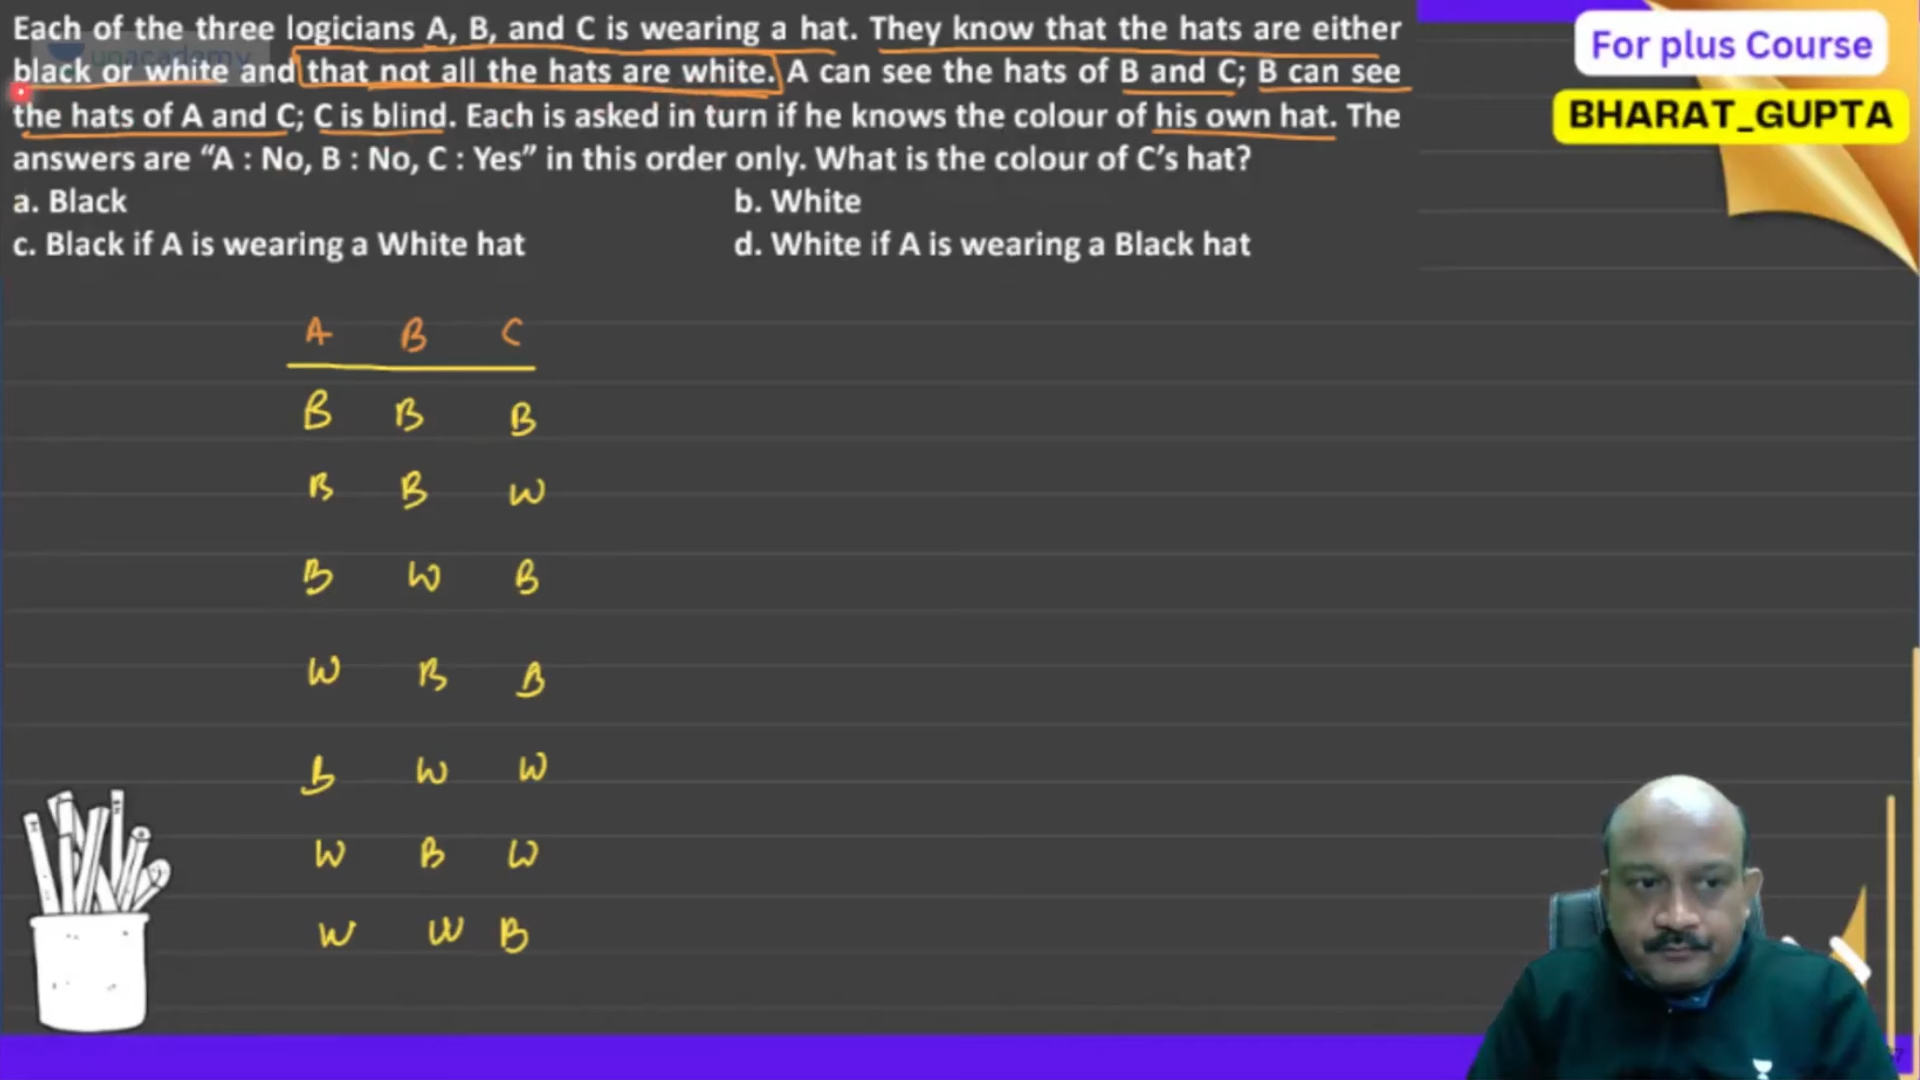 Each of the three logicians A, B, and C is wearing a hat. They know that the hats are either
black or white and that not all the hats are white. A can see the hats of B and C; B can see
the hats of A and C; C is blind. Each is asked in turn if he knows the colour of his own hat. The
answers are “A : No, B : No, C : Yes” in this order only. What is the colour of C’s hat?
a. Black b. White
c. Black if A is wearing a White hat d. White if A is wearing a Black hat
For plus Course
BHARAT_GUPTA
unacademy
A B C
B B B
B B W
B W B
W B B
B W W
W B W
W W B